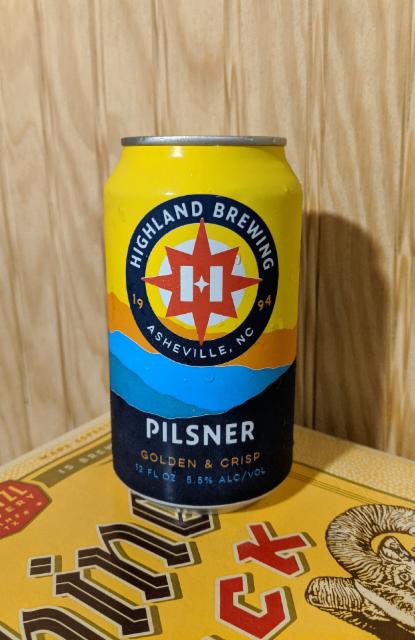 HIGHLAND BREWING
19 94
ASHEVILLE, NC
PILSNER
GOLDEN & CRISP
12 FL OZ 5.5% ALC/VOL